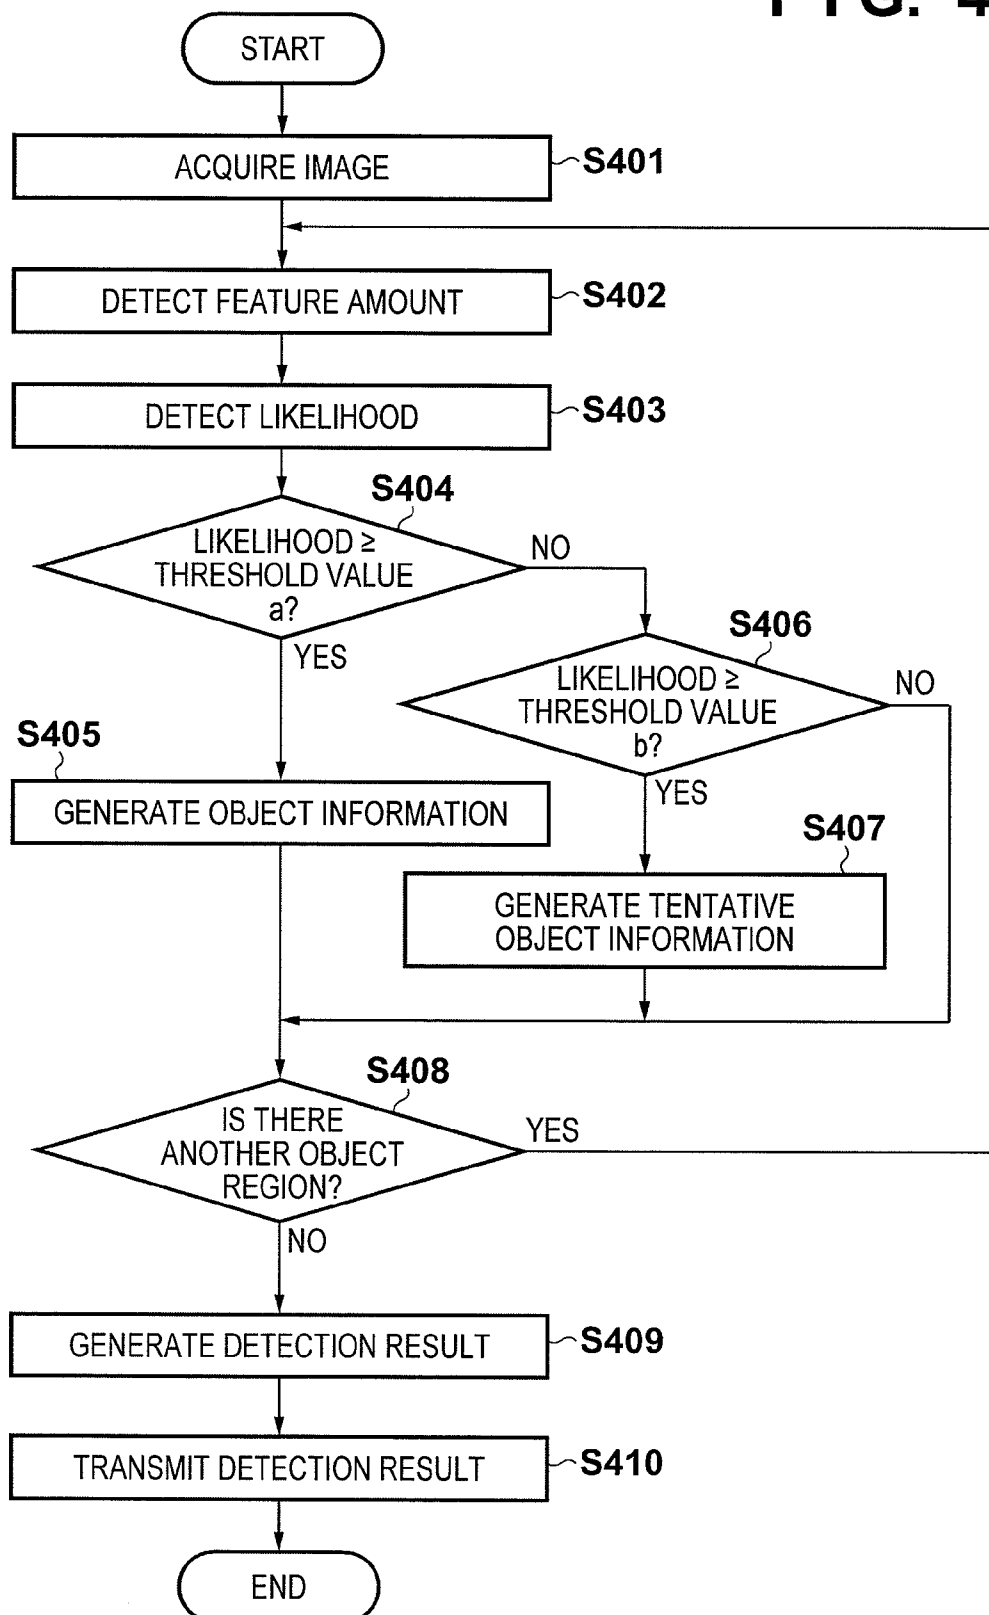 FIG. 4
START
ACQUIRE IMAGE
S401
DETECT FEATURE AMOUNT
S402
DETECT LIKELIHOOD
S403
S404
LIKELIHOOD ≥
THRESHOLD VALUE
a?
NO
YES
S406
LIKELIHOOD ≥
THRESHOLD VALUE
b?
NO
YES
S405
GENERATE OBJECT INFORMATION
S407
GENERATE TENTATIVE
OBJECT INFORMATION
S408
IS THERE
ANOTHER OBJECT
REGION?
YES
NO
GENERATE DETECTION RESULT
S409
TRANSMIT DETECTION RESULT
S410
END